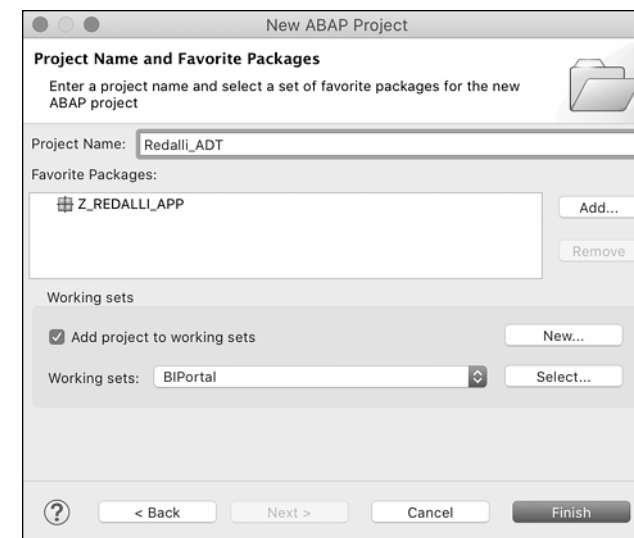 New ABAP Project
Project Name and Favorite Packages
Enter a project name and select a set of favorite packages for the new
ABAP project
Project Name: Redalli_ADT
Favorite Packages:
Z_REDALLI_APP
Add...
Remove
Working sets
Add project to working sets
New...
Working sets: BIPortal
Select...
?
< Back
Next >
Cancel
Finish